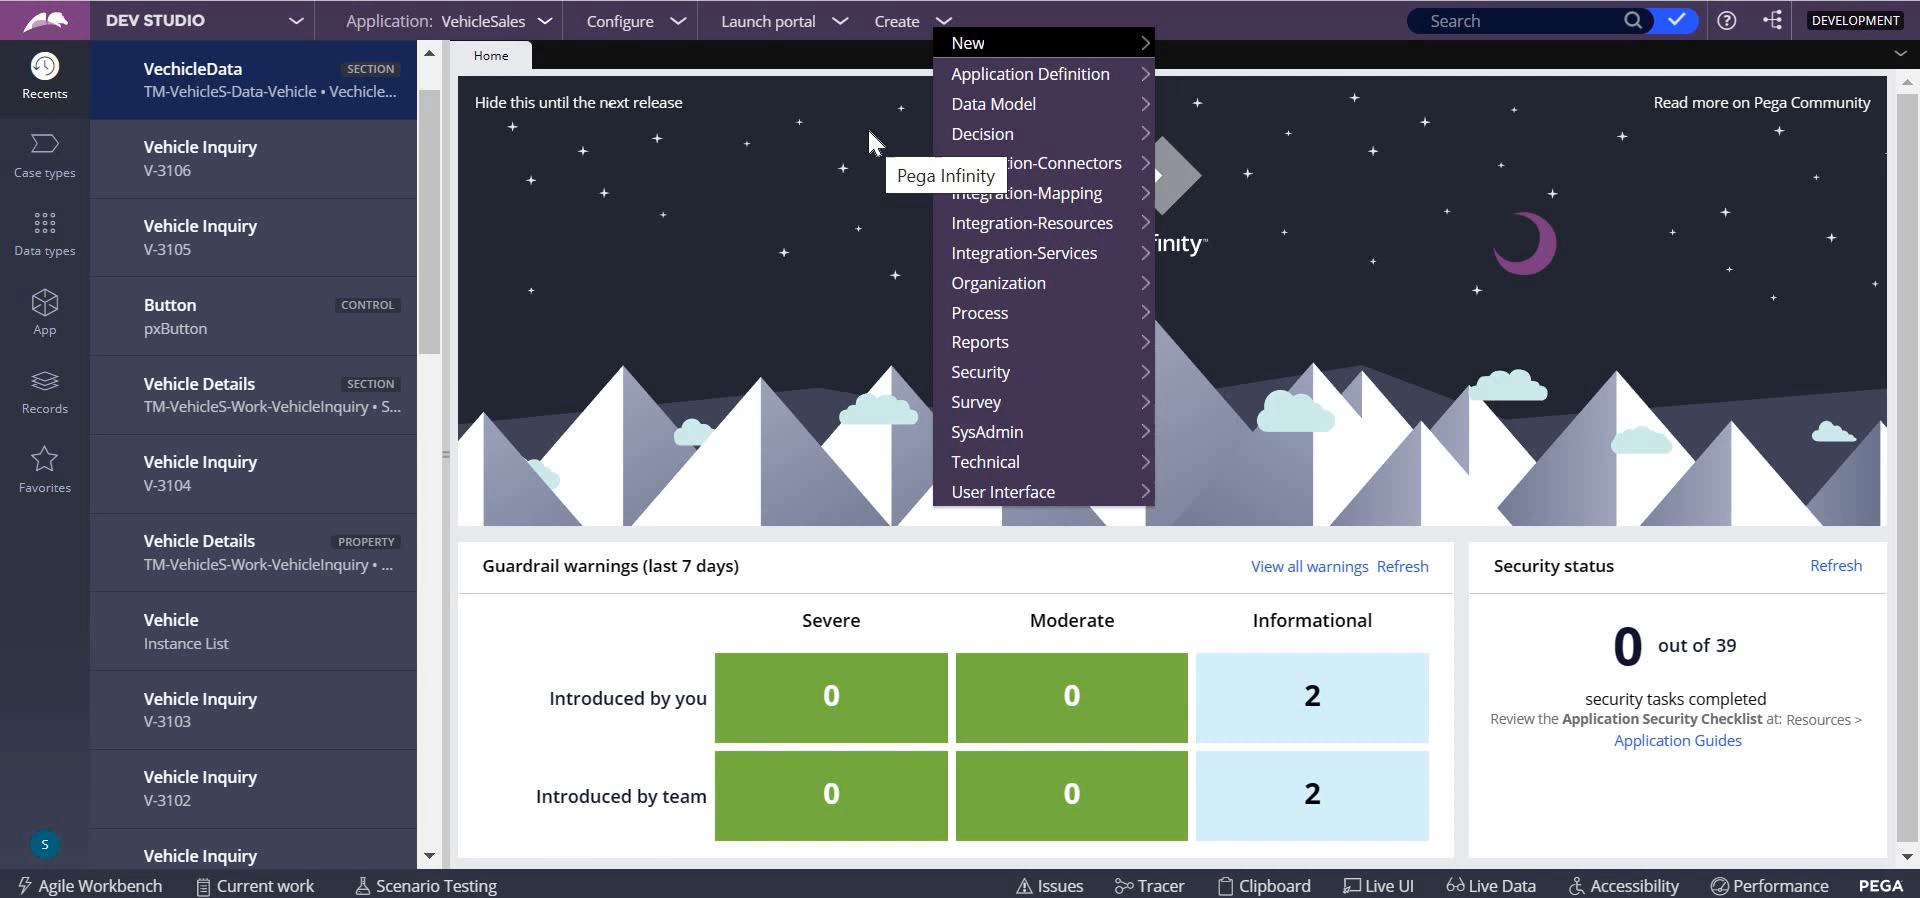 DEV STUDIO
Application: VehicleSales
Configure
Launch portal
Create
Search
DEVELOPMENT
Recents
Case types
Data types
App
Records
Favorites
S
VechicleData SECTION
TM-VehicleS-Data-Vehicle • Vechicle...
Vehicle Inquiry
V-3106
Vehicle Inquiry
V-3105
Button CONTROL
pxButton
Vehicle Details SECTION
TM-VehicleS-Work-VehicleInquiry • S...
Vehicle Inquiry
V-3104
Vehicle Details PROPERTY
TM-VehicleS-Work-VehicleInquiry • ...
Vehicle
Instance List
Vehicle Inquiry
V-3103
Vehicle Inquiry
V-3102
Vehicle Inquiry
Home
Hide this until the next release
Read more on Pega Community
New
Application Definition
Data Model
Decision
tion-Connectors
Pega Infinity
Integration-Mapping
Integration-Resources
Integration-Services
Organization
Process
Reports
Security
Survey
SysAdmin
Technical
User Interface
finity™
Guardrail warnings (last 7 days)
View all warnings Refresh
Severe Moderate Informational
Introduced by you 0 0 2
Introduced by team 0 0 2
Security status Refresh
0 out of 39
security tasks completed
Review the Application Security Checklist at: Resources >
Application Guides
Agile Workbench
Current work
Scenario Testing
Issues
Tracer
Clipboard
Live UI
Live Data
Accessibility
Performance
PEGA